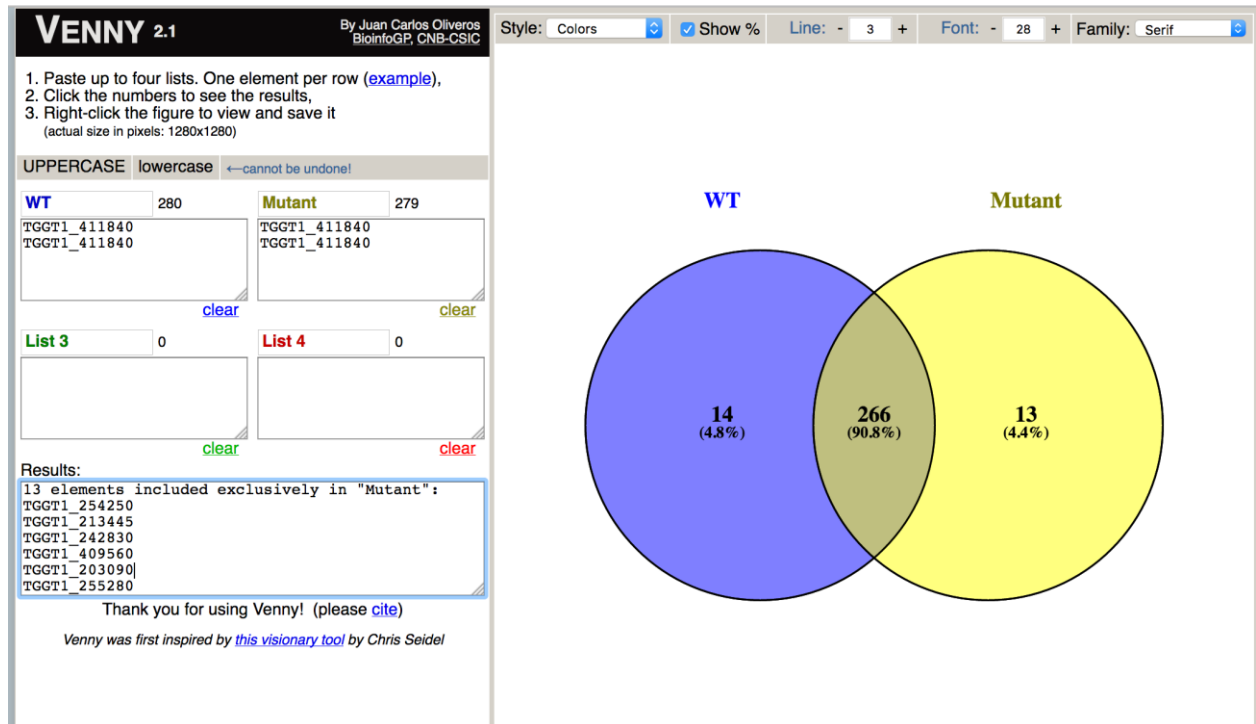 VENNY 2.1
By Juan Carlos Oliveros
BioinfoGP, CNB-CSIC
1. Paste up to four lists. One element per row (example),
2. Click the numbers to see the results,
3. Right-click the figure to view and save it
(actual size in pixels: 1280x1280)
UPPERCASE lowercase ←cannot be undone!
WT 280 Mutant 279
TGGT1_411840 TGGT1_411840
TGGT1_411840 TGGT1_411840
clear clear
List 3 0 List 4 0
clear clear
Results:
13 elements included exclusively in "Mutant":
TGGT1_254250
TGGT1_213445
TGGT1_242830
TGGT1_409560
TGGT1_203090
TGGT1_255280
Thank you for using Venny! (please cite)
Venny was first inspired by this visionary tool by Chris Seidel
Style: Colors Show % Line: - 3 + Font: - 28 + Family: Serif
WT Mutant
14 266 13
(4.8%) (90.8%) (4.4%)